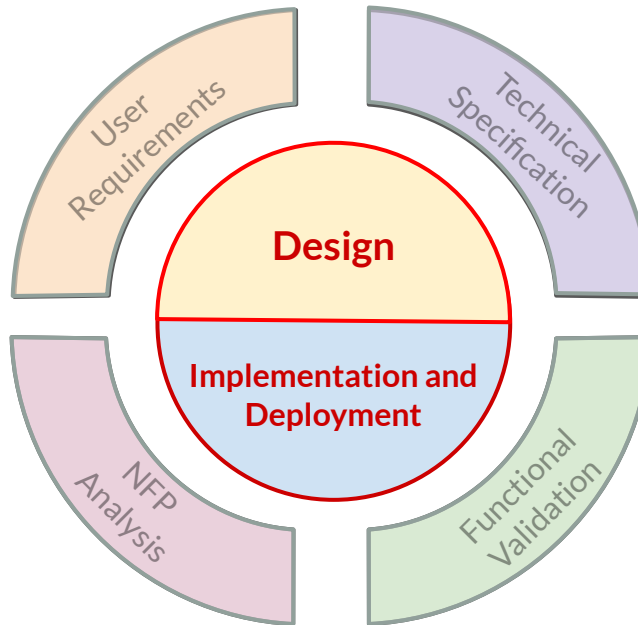 User
Requirements
Technical
Specification
Design
Implementation and
Deployment
NFP
Analysis
Functional
Validation